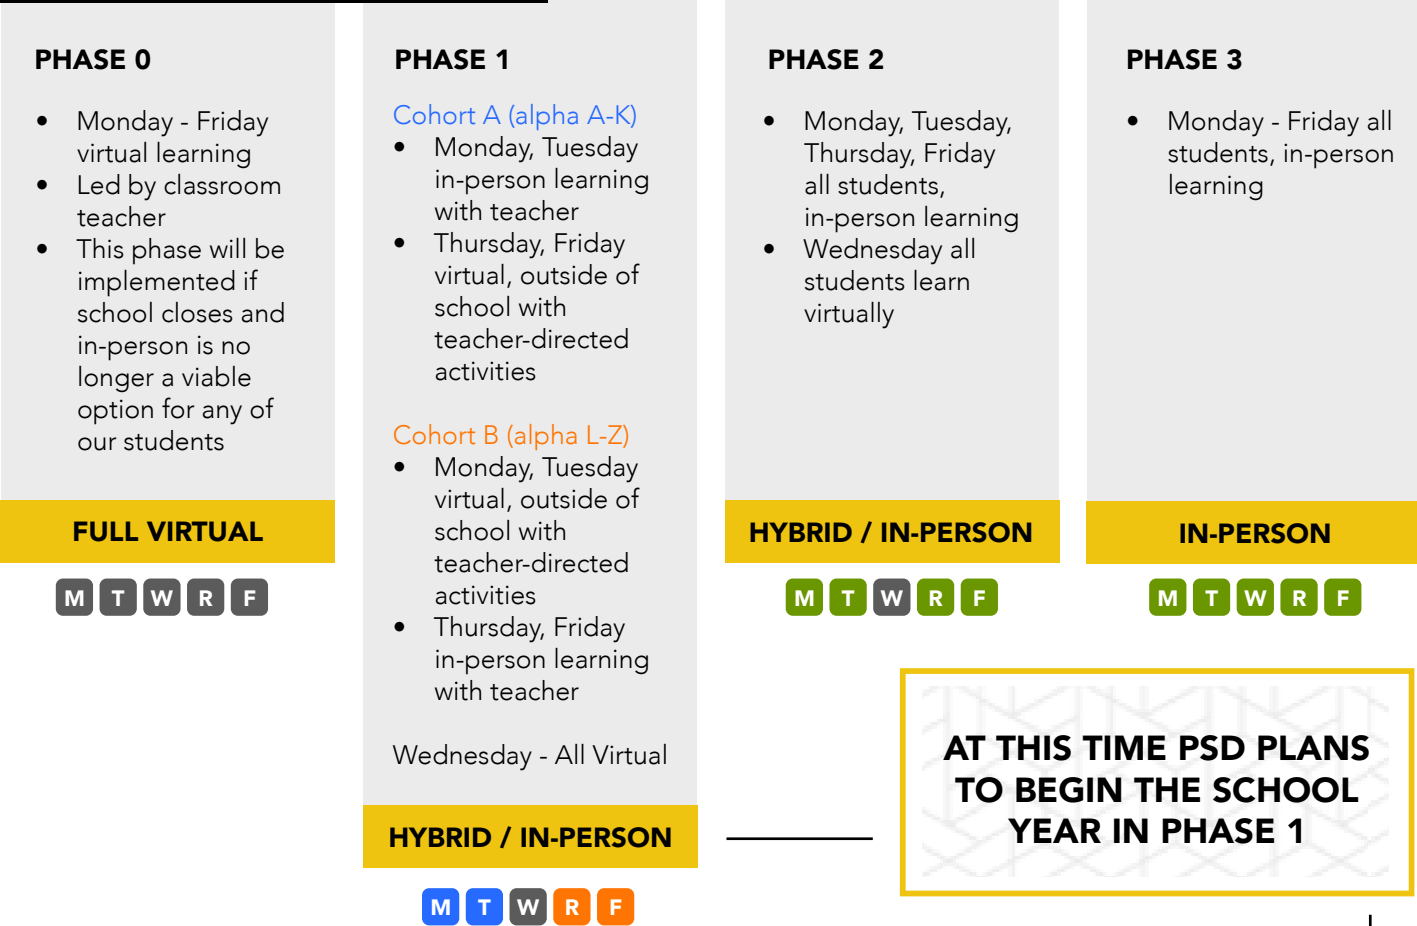 PHASE 0
• Monday - Friday
virtual learning
• Led by classroom
teacher
• This phase will be
implemented if
school closes and
in-person is no
longer a viable
option for any of
our students
FULL VIRTUAL
M T W R F
PHASE 1
Cohort A (alpha A-K)
• Monday, Tuesday
in-person learning
with teacher
• Thursday, Friday
virtual, outside of
school with
teacher-directed
activities
Cohort B (alpha L-Z)
• Monday, Tuesday
virtual, outside of
school with
teacher-directed
activities
• Thursday, Friday
in-person learning
with teacher
Wednesday - All Virtual
HYBRID / IN-PERSON
M T W R F
PHASE 2
• Monday, Tuesday,
Thursday, Friday
all students,
in-person learning
• Wednesday all
students learn
virtually
HYBRID / IN-PERSON
M T W R F
PHASE 3
• Monday - Friday all
students, in-person
learning
IN-PERSON
M T W R F
AT THIS TIME PSD PLANS
TO BEGIN THE SCHOOL
YEAR IN PHASE 1